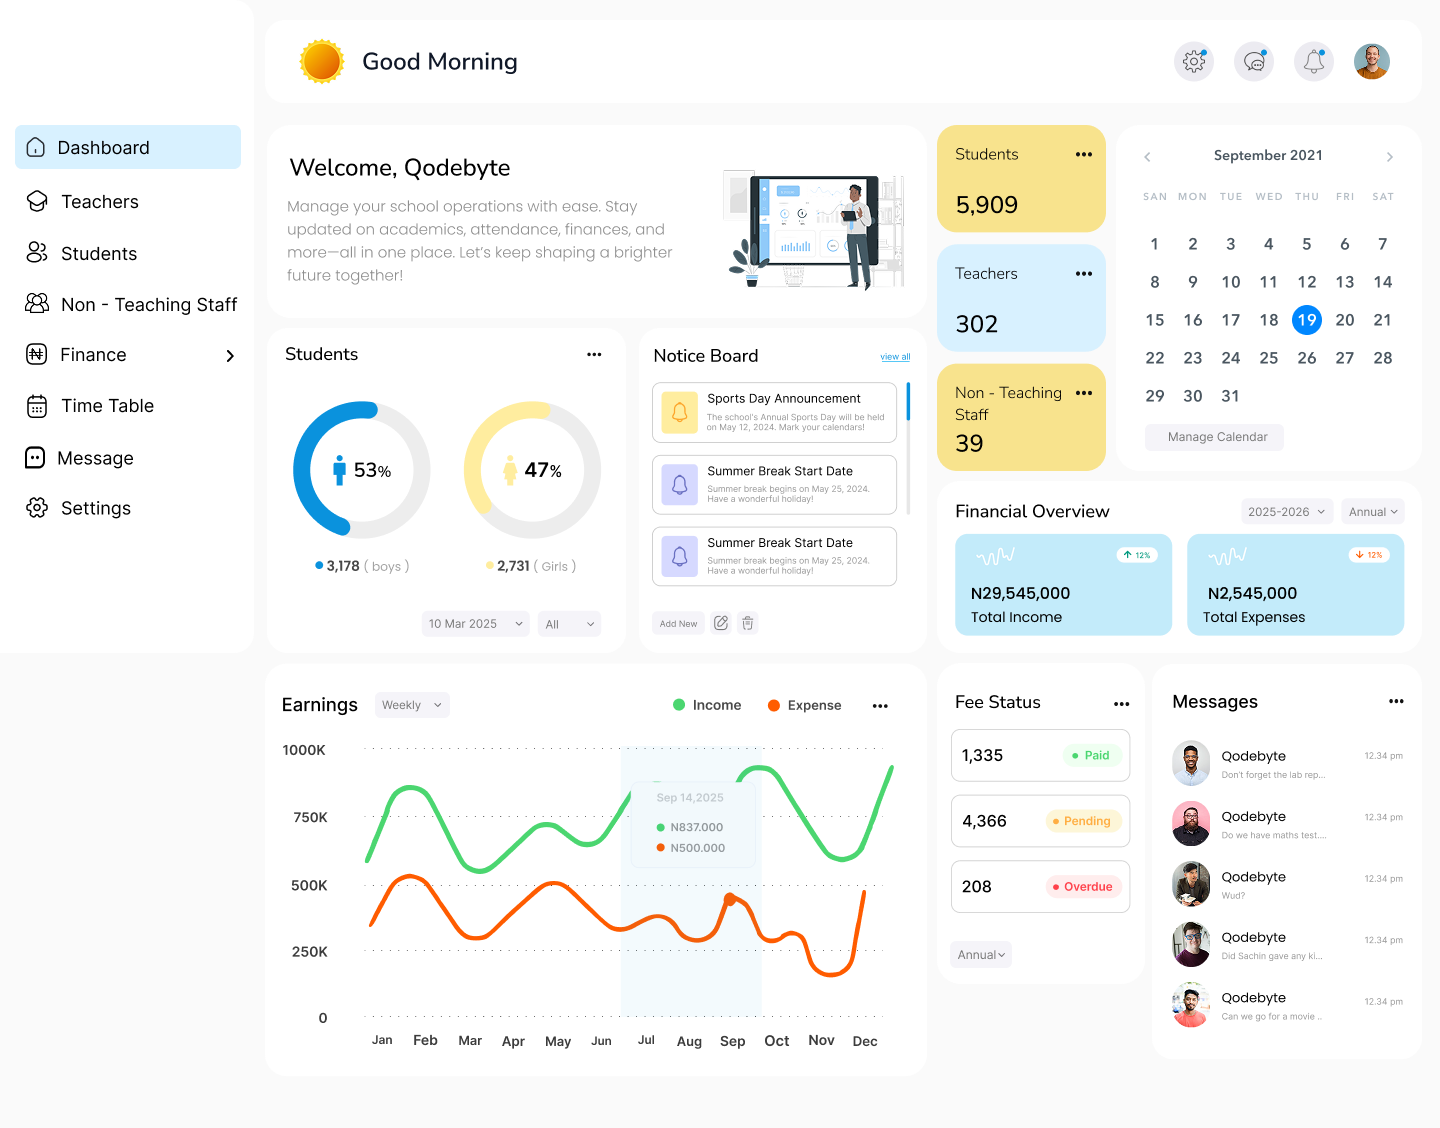 Good Morning
Dashboard
Teachers
Students
Non - Teaching Staff
Finance
Time Table
Message
Settings
Welcome, Qodebyte
Manage your school operations with ease. Stay
updated on academics, attendance, finances, and
more—all in one place. Let's keep shaping a brighter
future together!
Students
5,909
Teachers
302
Non - Teaching
Staff
39
September 2021
SAN MON TUE WED THU FRI SAT
1 2 3 4 5 6 7
8 9 10 11 12 13 14
15 16 17 18 19 20 21
22 23 24 25 26 27 28
29 30 31
Manage Calendar
Students
53%
47%
3,178 ( boys )
2,731 ( Girls )
10 Mar 2025
All
Notice Board
view all
Sports Day Announcement
The school's Annual Sports Day will be held
on May 12, 2024. Mark your calendars!
Summer Break Start Date
Summer break begins on May 25, 2024.
Have a wonderful holiday!
Summer Break Start Date
Summer break begins on May 25, 2024.
Have a wonderful holiday!
Add New
Financial Overview
2025-2026
Annual
12%
N29,545,000
Total Income
12%
N2,545,000
Total Expenses
Earnings
Weekly
Income
Expense
1000K
750K
500K
250K
0
Sep 14,2025
N837.000
N500.000
Jan Feb Mar Apr May Jun Jul Aug Sep Oct Nov Dec
Fee Status
1,335
Paid
4,366
Pending
208
Overdue
Annual
Messages
Qodebyte
12.34 pm
Don't forget the lab rep...
Qodebyte
12.34 pm
Do we have maths test....
Qodebyte
12.34 pm
Wud?
Qodebyte
12.34 pm
Did Sachin gave any ki...
Qodebyte
12.34 pm
Can we go for a movie ..